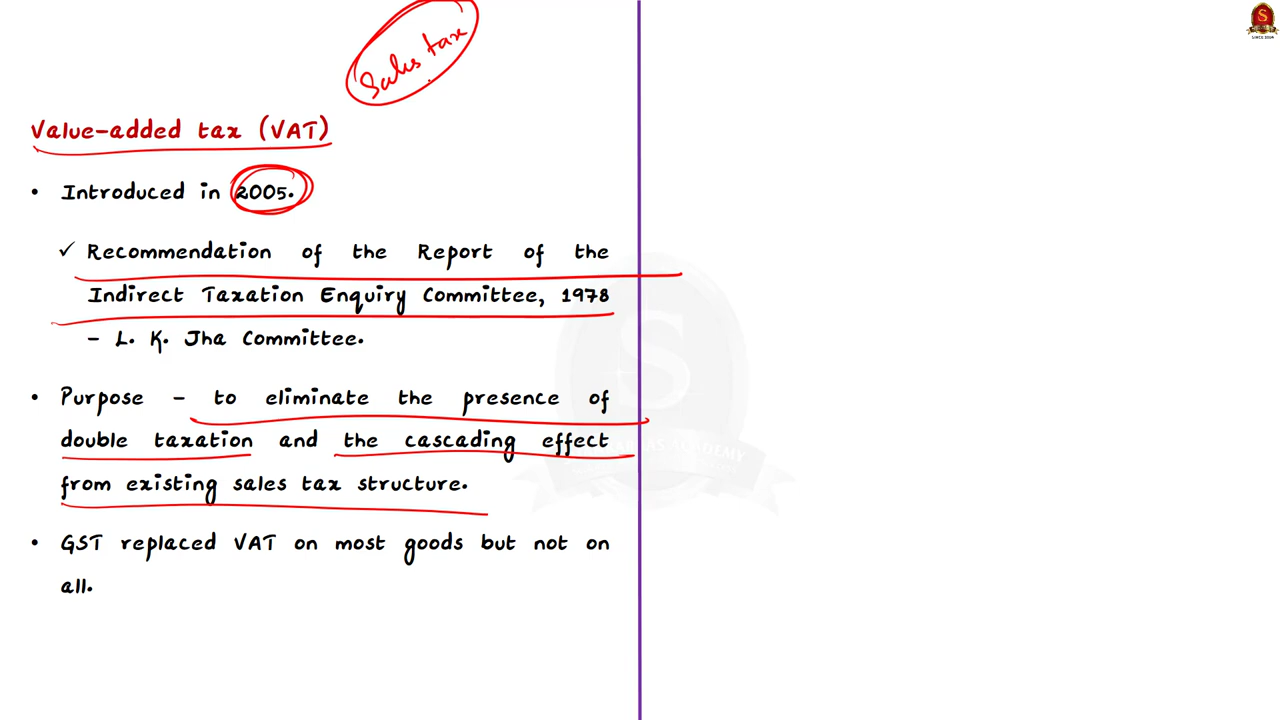 Sales tax
Value-added tax (VAT)
• Introduced in 2005.
✓ Recommendation of the Report of the
Indirect Taxation Enquiry Committee, 1978
– L. K. Jha Committee.
• Purpose – to eliminate the presence of
double taxation and the cascading effect
from existing sales tax structure.
• GST replaced VAT on most goods but not on
all.